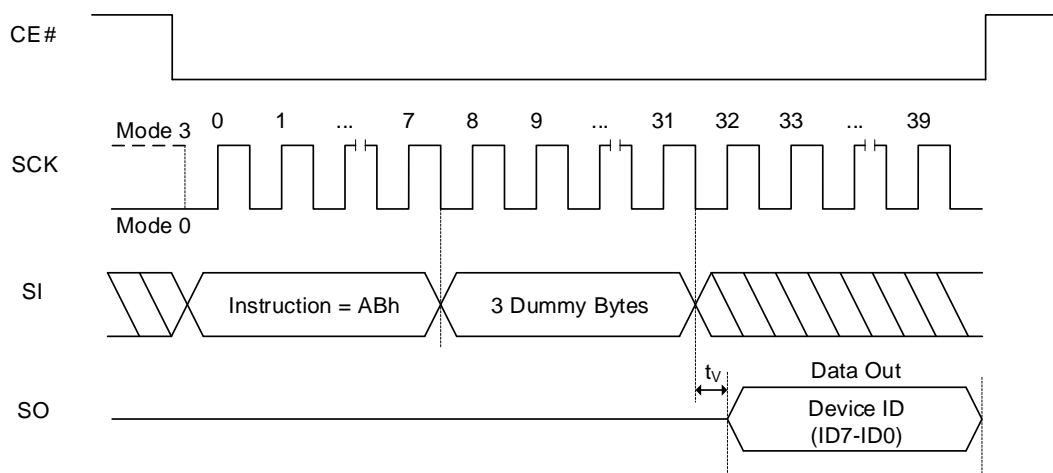 CE#
0 1 ... 7 8 9 ... 31 32 33 ... 39
Mode 3
SCK
Mode 0
SI
Instruction = ABh
3 Dummy Bytes
tV
Data Out
SO
Device ID
(ID7-ID0)